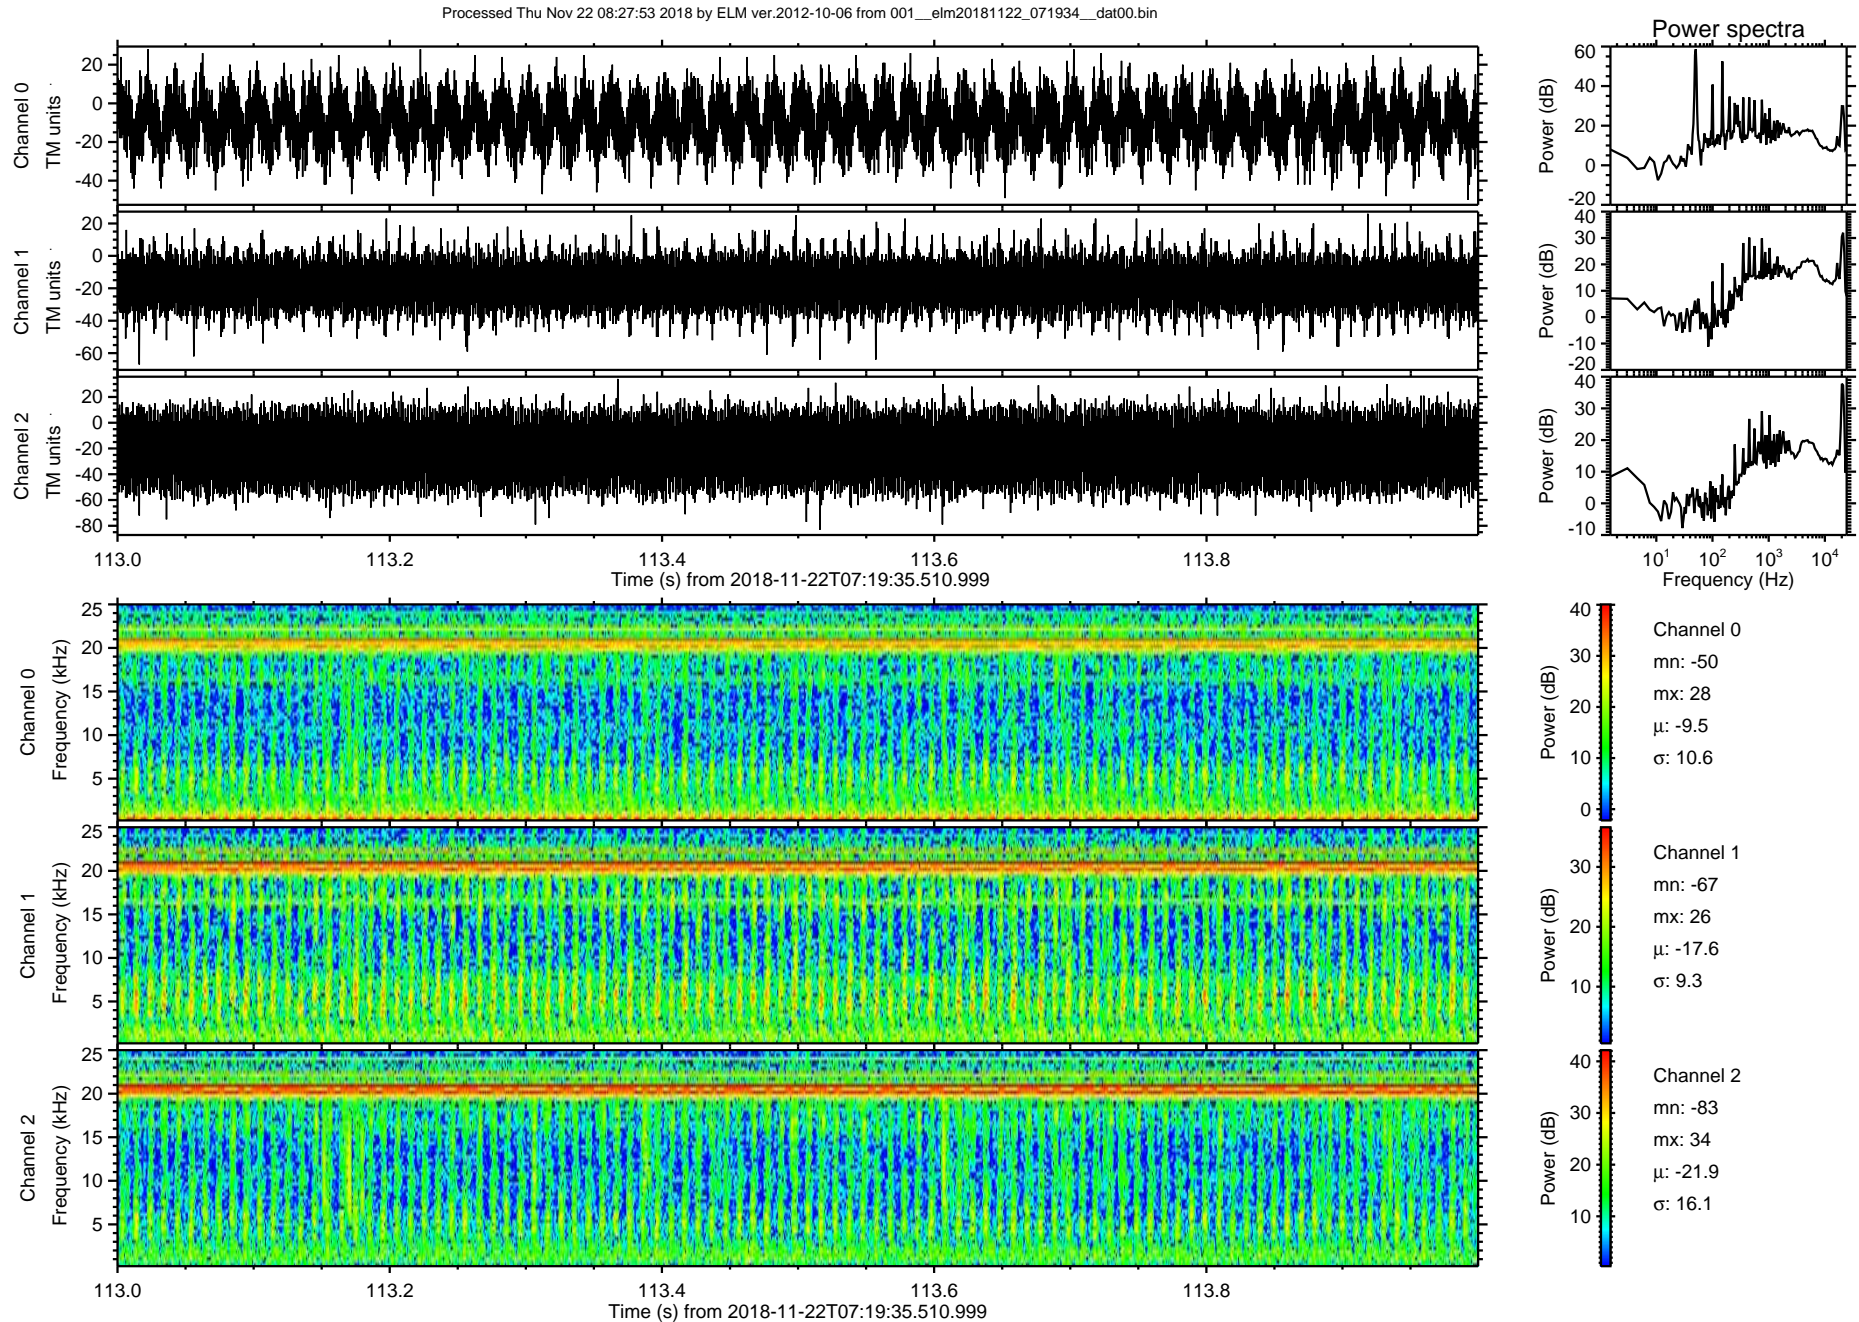 Processed Thu Nov 22 08:27:53 2018 by ELM ver.2012-10-06 from 001__elm20181122_071934__dat00.bin
Power spectra
Channel 0
TM units
20
0
-20
-40
Power (dB)
60
40
20
0
-20
Channel 1
TM units
20
0
-20
-40
-60
Power (dB)
40
30
20
10
0
-10
-20
Channel 2
TM units
20
0
-20
-40
-60
-80
Power (dB)
40
30
20
10
0
-10
113.0 113.2 113.4 113.6 113.8
Time (s) from 2018-11-22T07:19:35.510.999
10¹ 10² 10³ 10⁴
Frequency (Hz)
Channel 0
Frequency (kHz)
25
20
15
10
5
Power (dB)
40
30
20
10
0
Channel 0
mn: -50
mx: 28
μ: -9.5
σ: 10.6
Channel 1
Frequency (kHz)
25
20
15
10
5
Power (dB)
30
20
10
Channel 1
mn: -67
mx: 26
μ: -17.6
σ: 9.3
Channel 2
Frequency (kHz)
25
20
15
10
5
Power (dB)
40
30
20
10
Channel 2
mn: -83
mx: 34
μ: -21.9
σ: 16.1
113.0 113.2 113.4 113.6 113.8
Time (s) from 2018-11-22T07:19:35.510.999